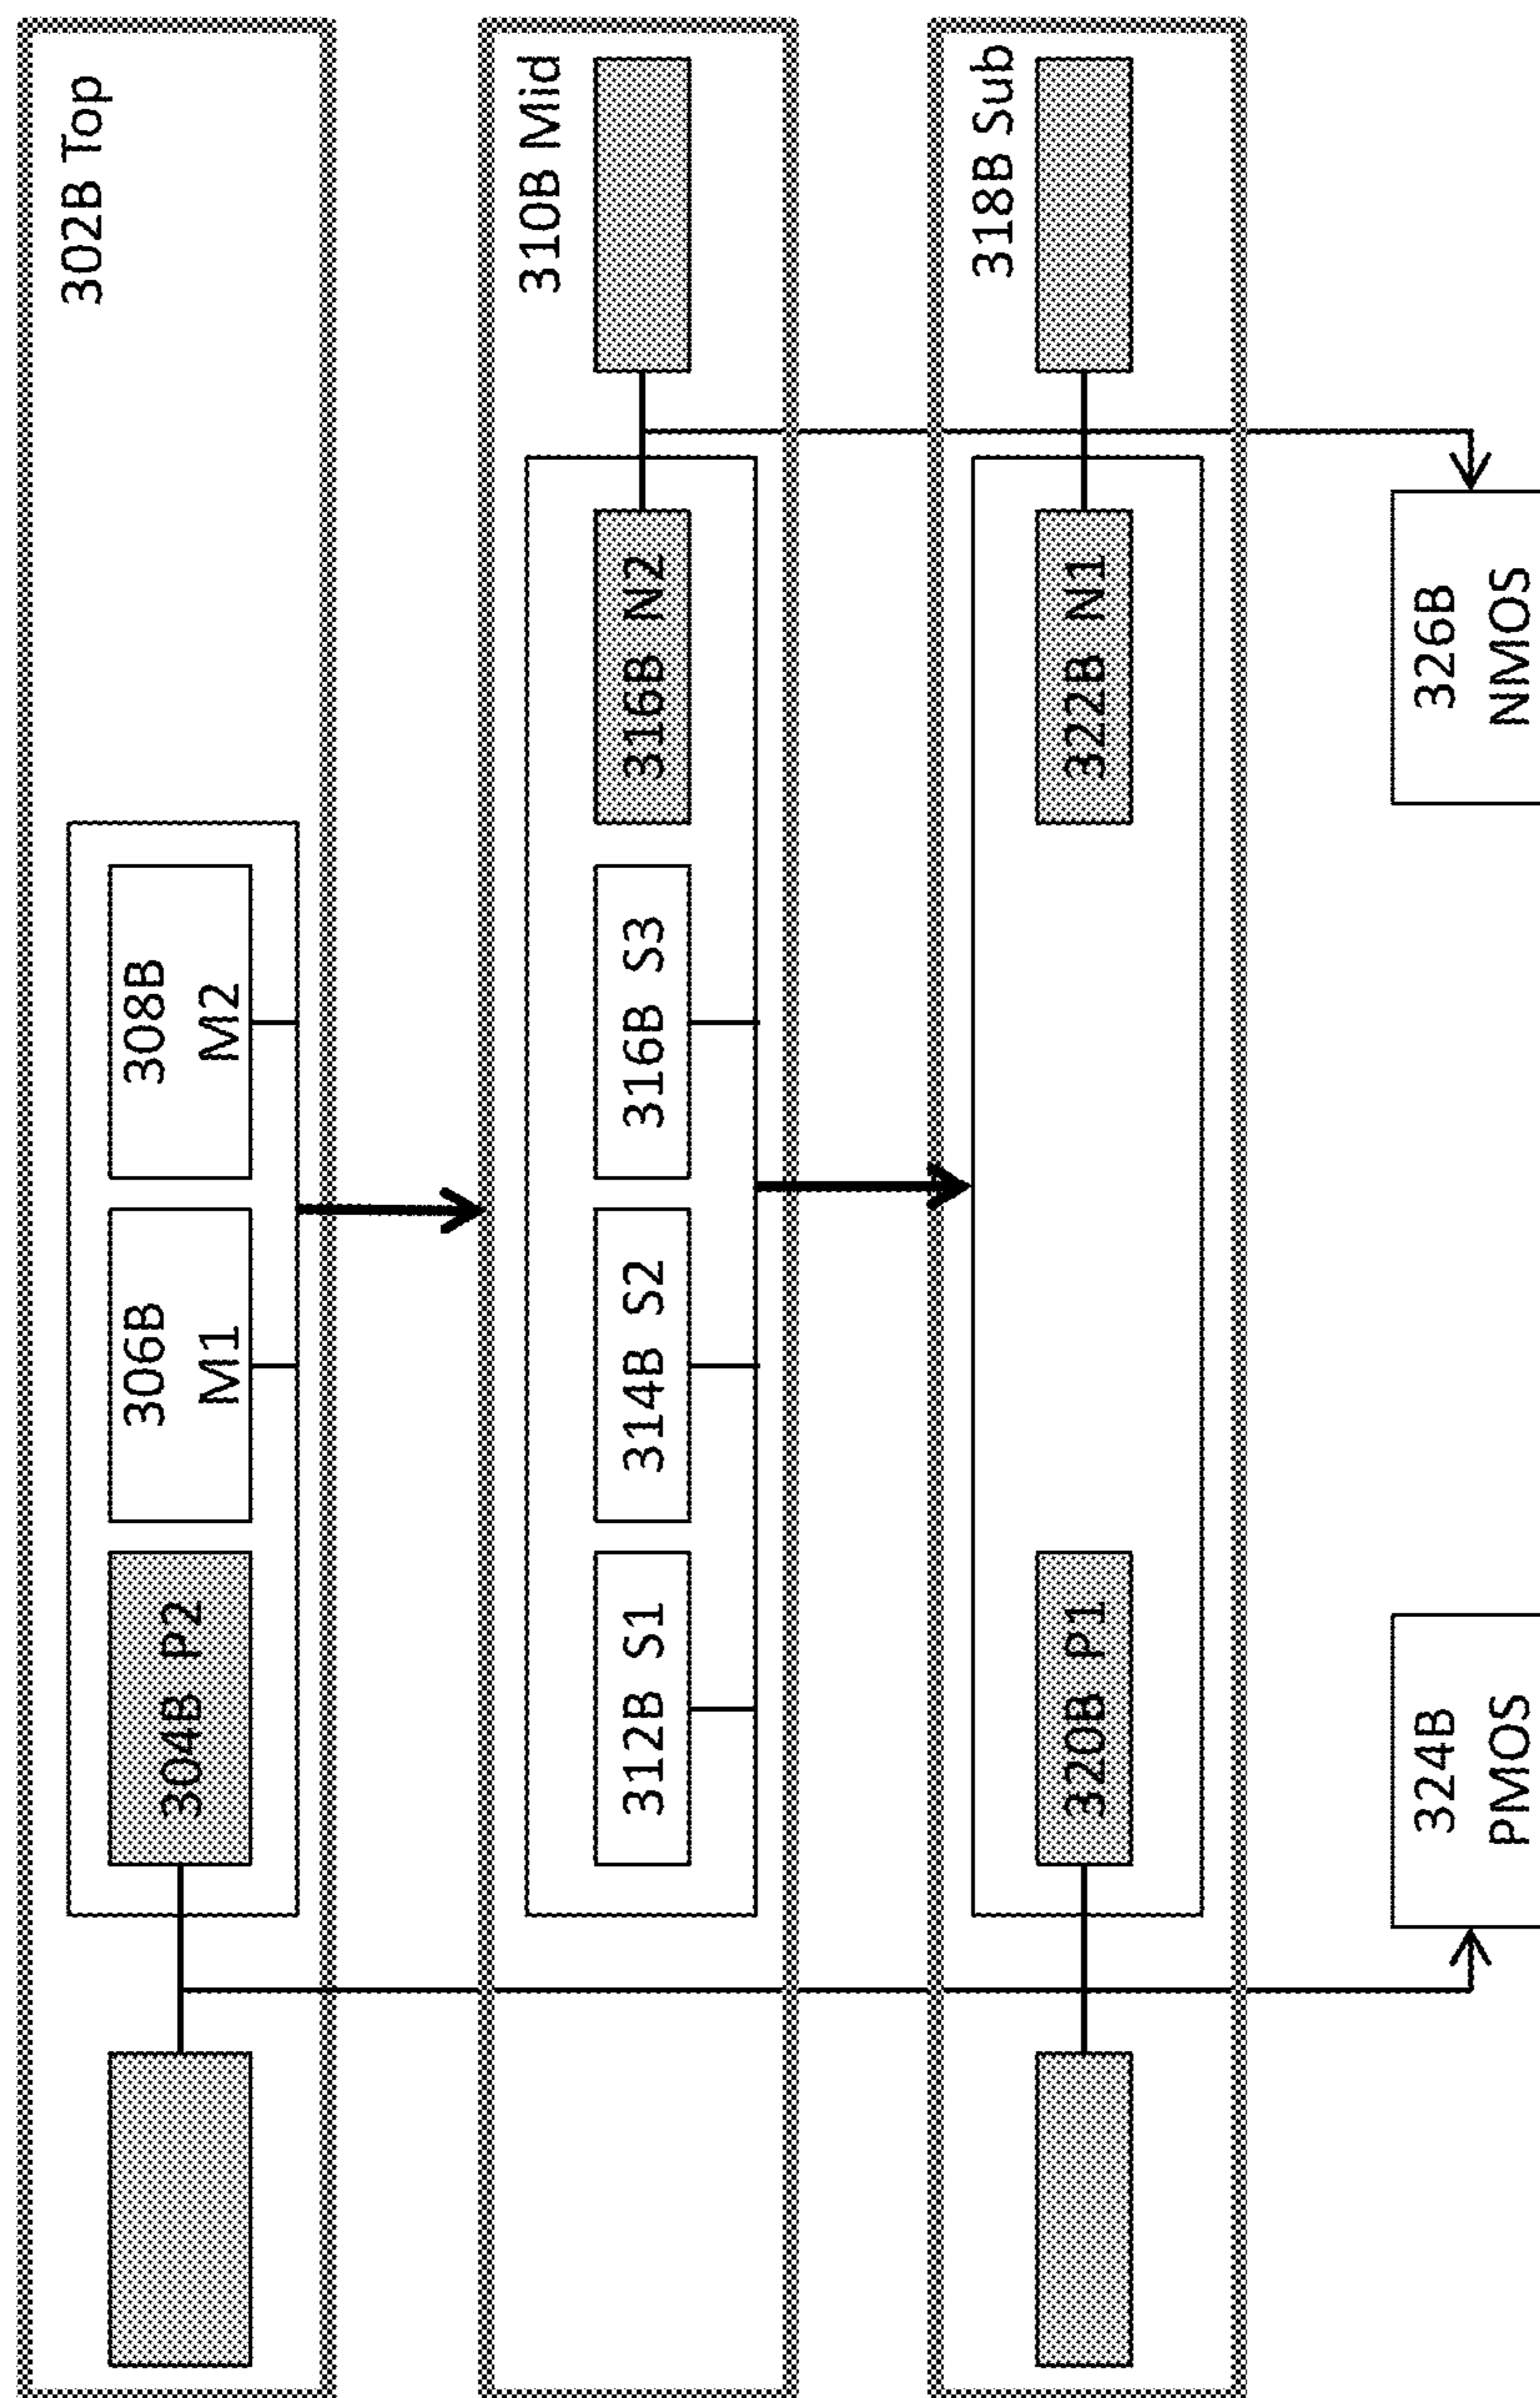 302B Top
304B P2
306B
M1
308B
M2
310B Mid
312B S1
314B S2
316B S3
316B N2
318B Sub
320B P1
322B N1
324B
PMOS
326B
NMOS